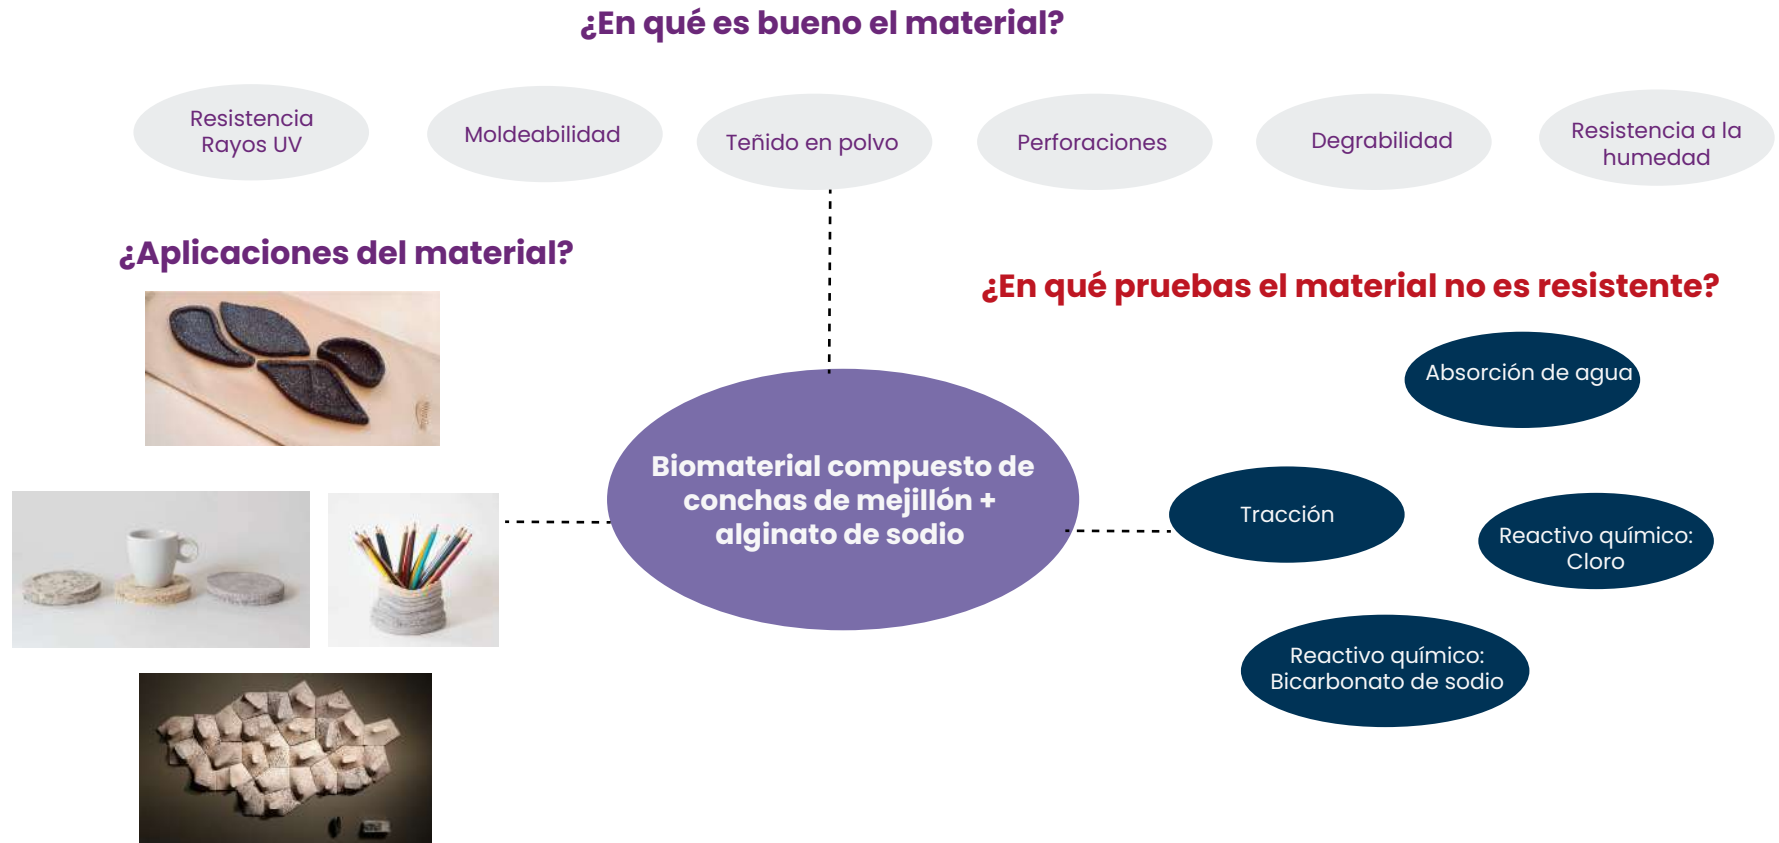 ¿En qué es bueno el material?
Resistencia
Rayos UV
Moldeabilidad
Teñido en polvo
Perforaciones
Degrabilidad
Resistencia a la
humedad
¿Aplicaciones del material?
¿En qué pruebas el material no es resistente?
Absorción de agua
Biomaterial compuesto de
conchas de mejillón +
alginato de sodio
Tracción
Reactivo químico:
Cloro
Reactivo químico:
Bicarbonato de sodio